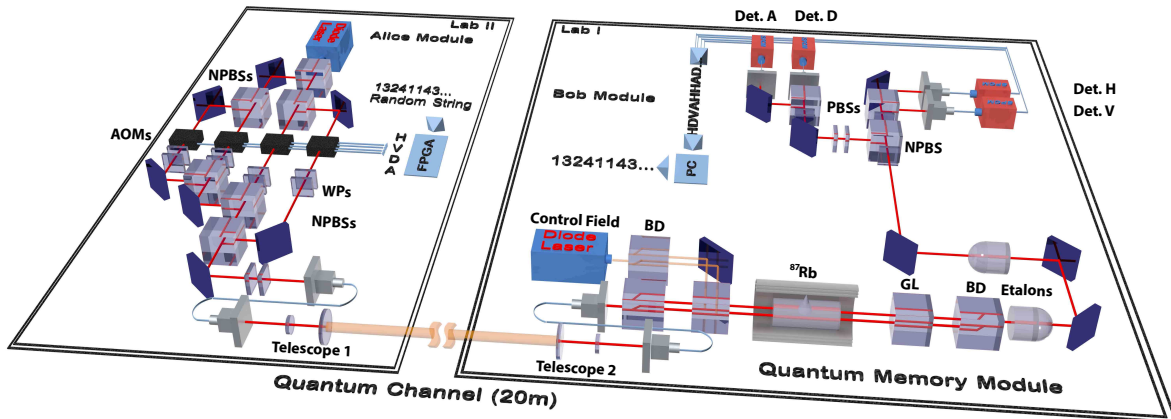 Lab II
Diode
Laser
Alice Module
NPBSs
13241143...
Random String
AOMs
H
V
D
A
FPGA
WPs
NPBSs
Telescope 1
Quantum Channel (20m)
Lab I
Det. A
Det. D
Bob Module
HDVAHHAD...
PBSs
Det. H
Det. V
NPBS
13241143...
PC
Control Field
Diode
Laser
BD
87Rb
GL
BD
Etalons
Telescope 2
Quantum Memory Module